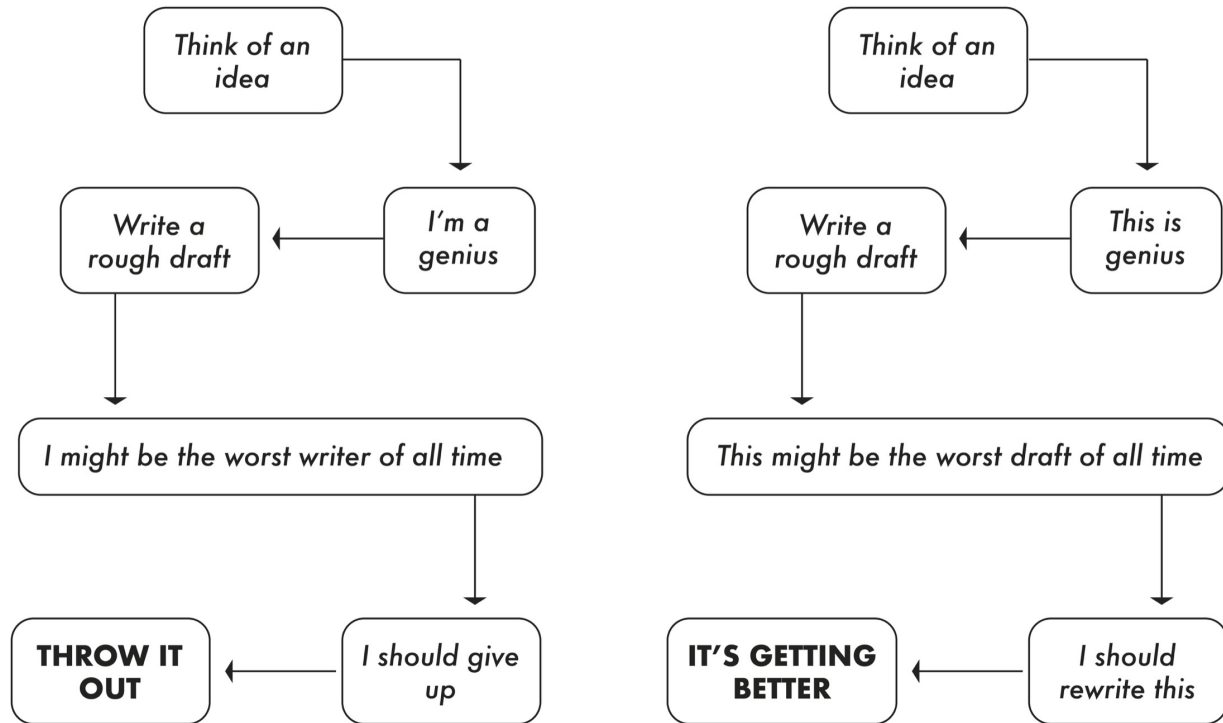 Think of an
idea
I'm a
genius
Write a
rough draft
I might be the worst writer of all time
I should give
up
THROW IT
OUT
Think of an
idea
This is
genius
Write a
rough draft
This might be the worst draft of all time
I should
rewrite this
IT'S GETTING
BETTER